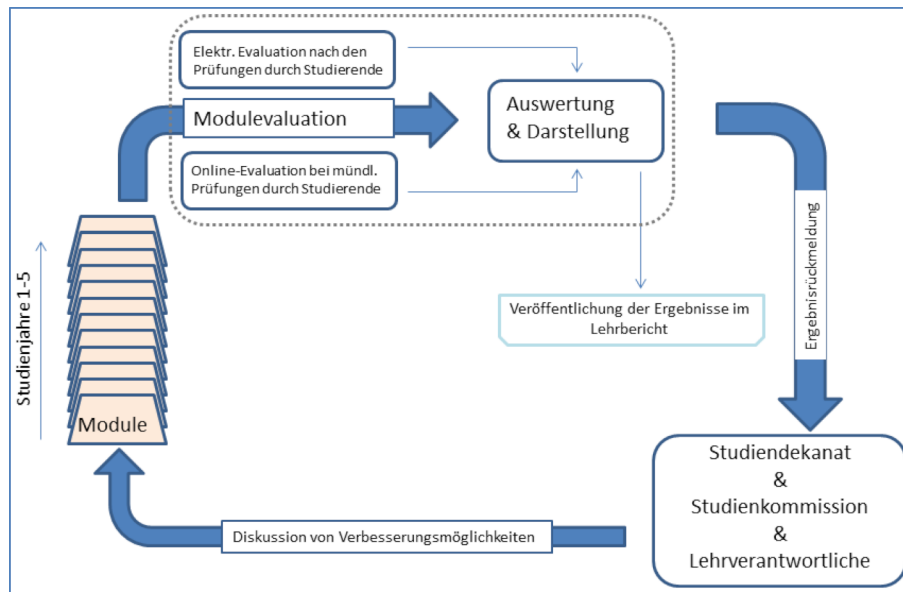 Elektr. Evaluation nach den
Prüfungen durch Studierende
Modulevaluation
Online-Evaluation bei mündl.
Prüfungen durch Studierende
Auswertung
& Darstellung
Veröffentlichung der Ergebnisse im
Lehrbericht
Ergebnisrückmeldung
Studiendekanat
&
Studienkommission
&
Lehrverantwortliche
Diskussion von Verbesserungsmöglichkeiten
Module
Studienjahre 1-5